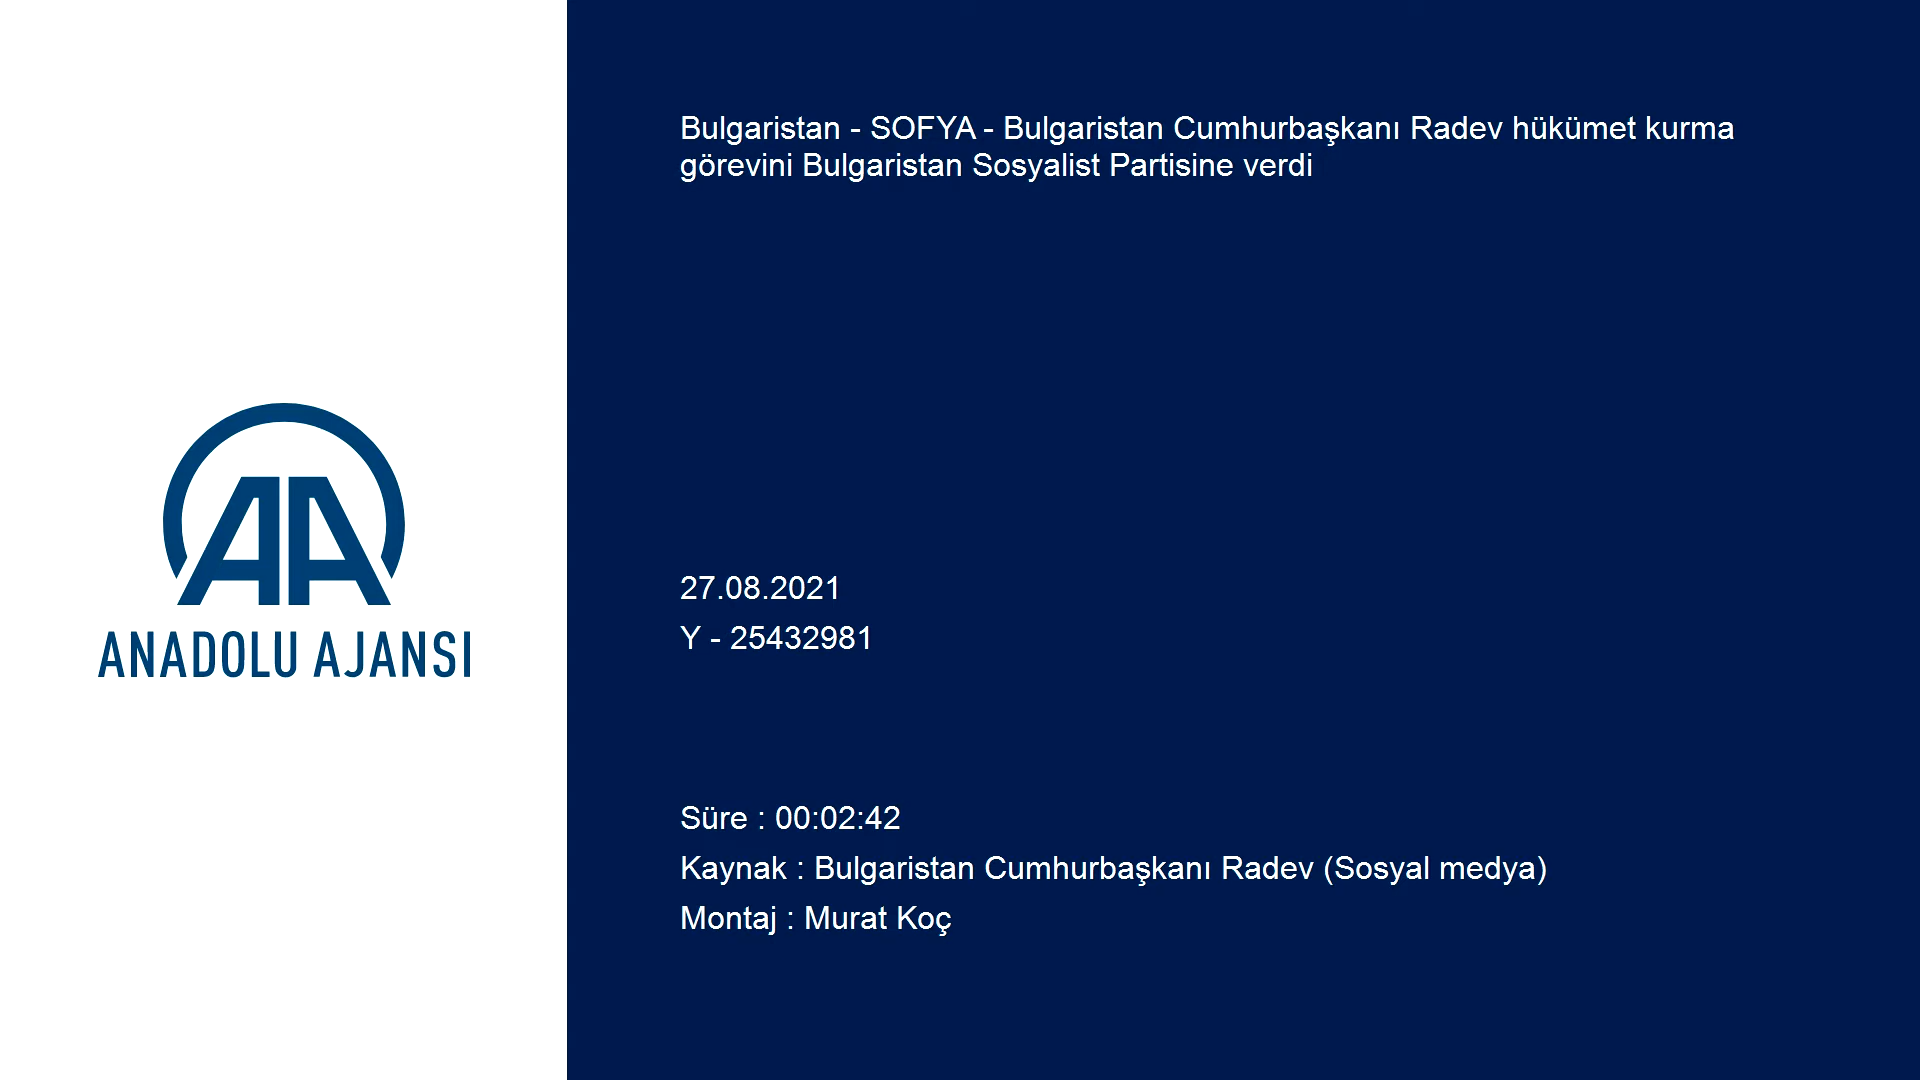 Bulgaristan - SOFYA - Bulgaristan Cumhurbaşkanı Radev hükümet kurma
görevini Bulgaristan Sosyalist Partisine verdi
AA
ANADOLU AJANSI
27.08.2021
Y - 25432981
Süre : 00:02:42
Kaynak : Bulgaristan Cumhurbaşkanı Radev (Sosyal medya)
Montaj : Murat Koç